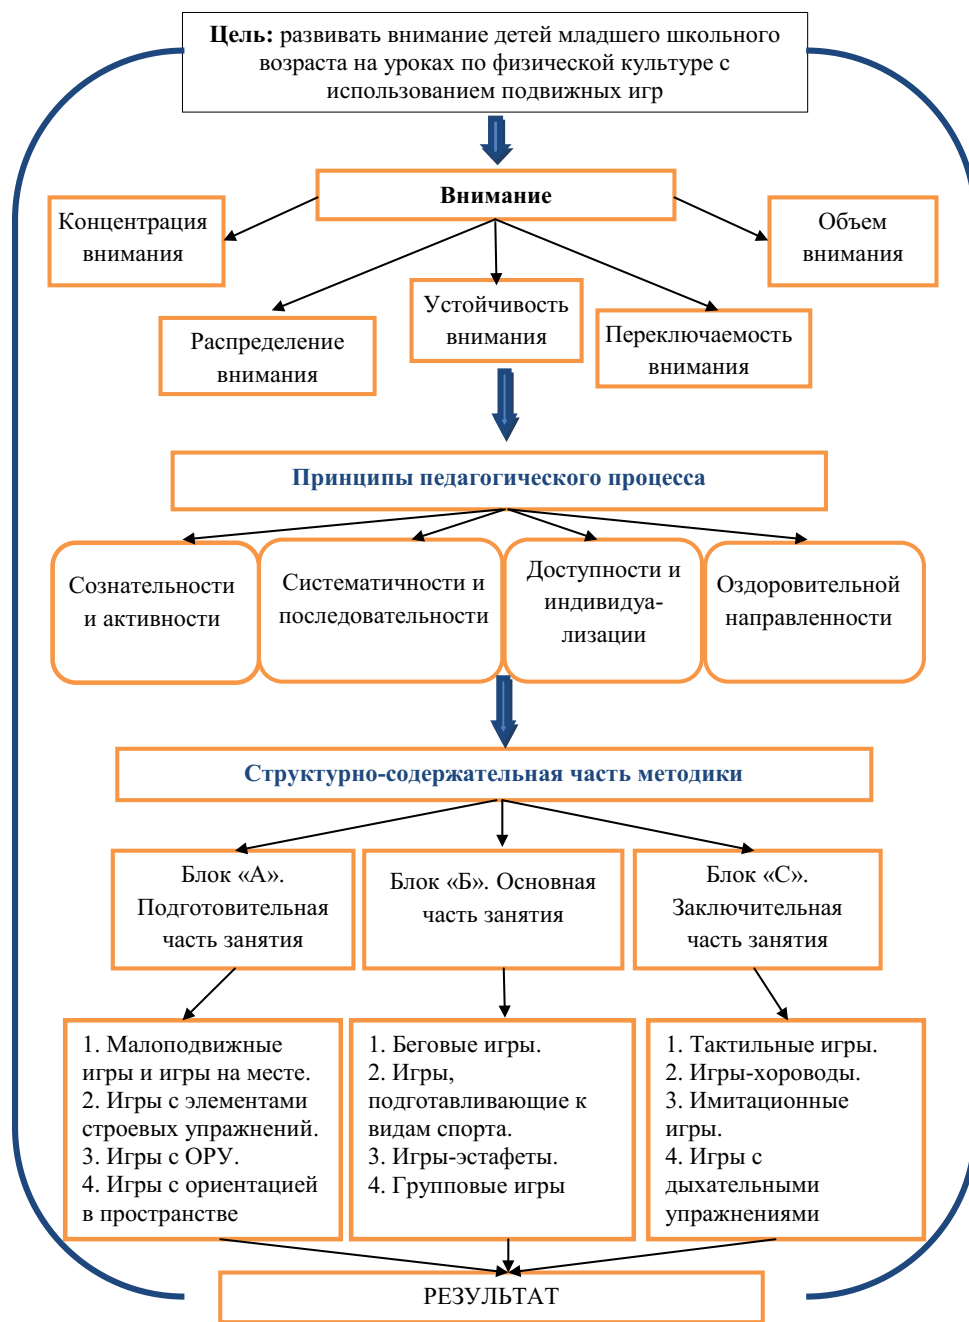 Цель: развивать внимание детей младшего школьного
возраста на уроках по физической культуре с
использованием подвижных игр
Внимание
Концентрация
внимания
Объем
внимания
Распределение
внимания
Устойчивость
внимания
Переключаемость
внимания
Принципы педагогического процесса
Сознательности
и активности
Систематичности и
последовательности
Доступности и
индивидуа-
лизации
Оздоровительной
направленности
Структурно-содержательная часть методики
Блок «А».
Подготовительная
часть занятия
Блок «Б». Основная
часть занятия
Блок «С».
Заключительная
часть занятия
1. Малоподвижные
игры и игры на месте.
2. Игры с элементами
строевых упражнений.
3. Игры с ОРУ.
4. Игры с ориентацией
в пространстве
1. Беговые игры.
2. Игры,
подготавливающие к
видам спорта.
3. Игры-эстафеты.
4. Групповые игры
1. Тактильные игры.
2. Игры-хороводы.
3. Имитационные
игры.
4. Игры с
дыхательными
упражнениями
РЕЗУЛЬТАТ